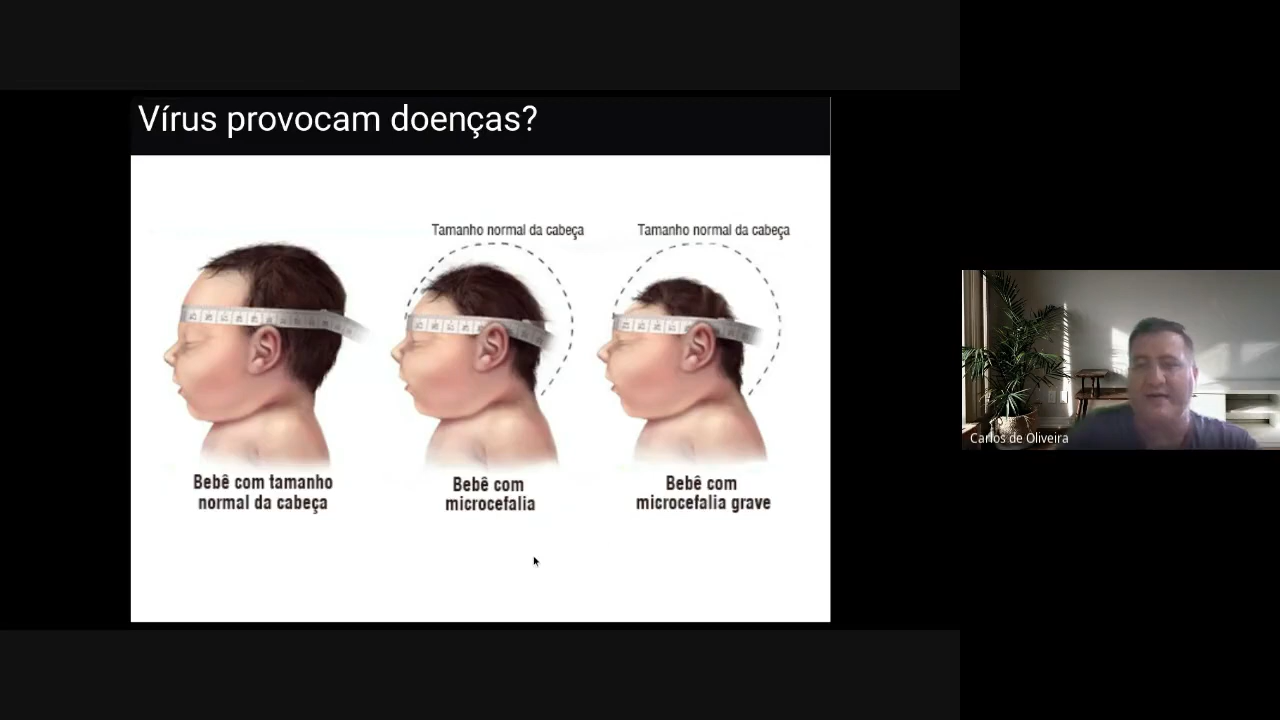 Vírus provocam doenças?
Tamanho normal da cabeça
Tamanho normal da cabeça
Bebê com tamanho
normal da cabeça
Bebê com
microcefalia
Bebê com
microcefalia grave
Carlos de Oliveira